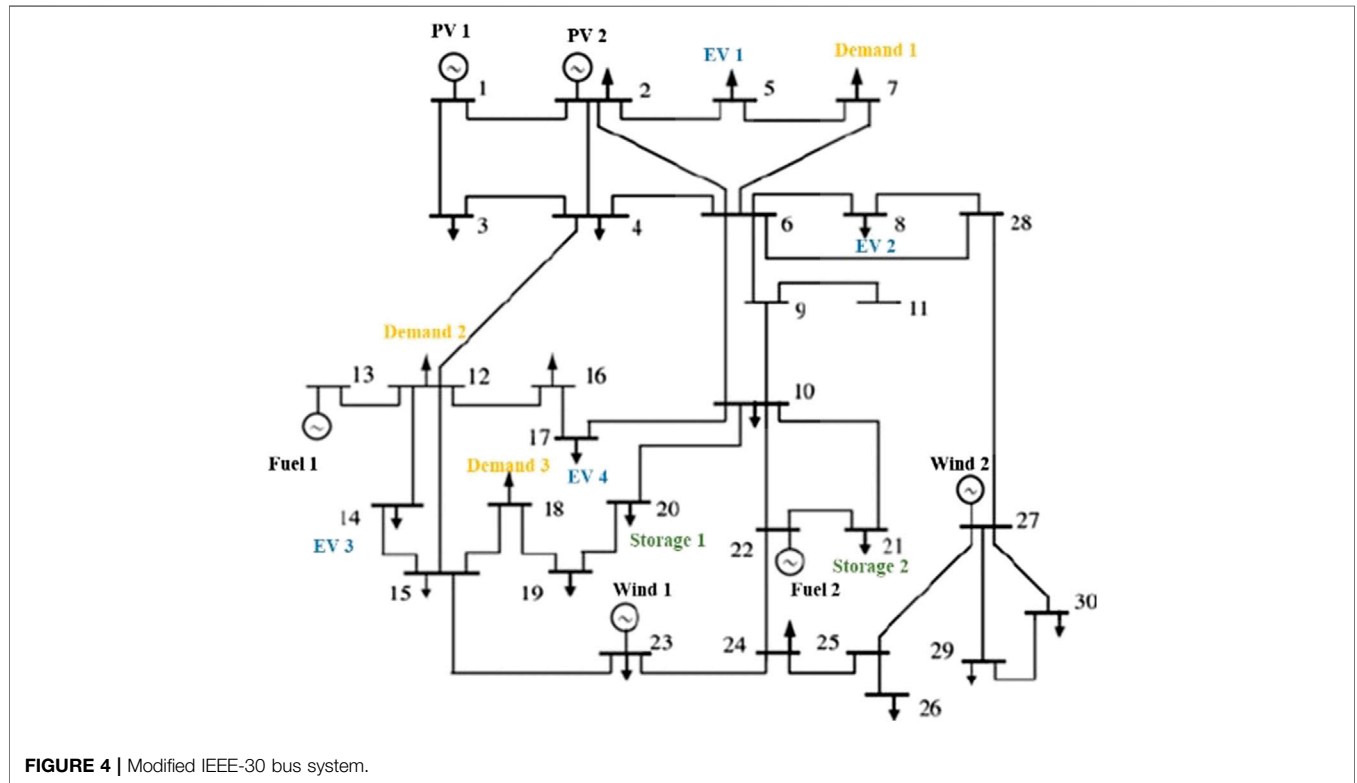 PV 1
PV 2
EV 1
Demand 1
1
2
5
7
3
4
6
8
28
EV 2
9
11
Demand 2
13
12
16
10
17
Fuel 1
Demand 3
EV 4
Wind 2
14
18
20
27
EV 3
Storage 1
22
21
Storage 2
15
19
Wind 1
Fuel 2
30
23
24
25
29
26
FIGURE 4 | Modified IEEE-30 bus system.